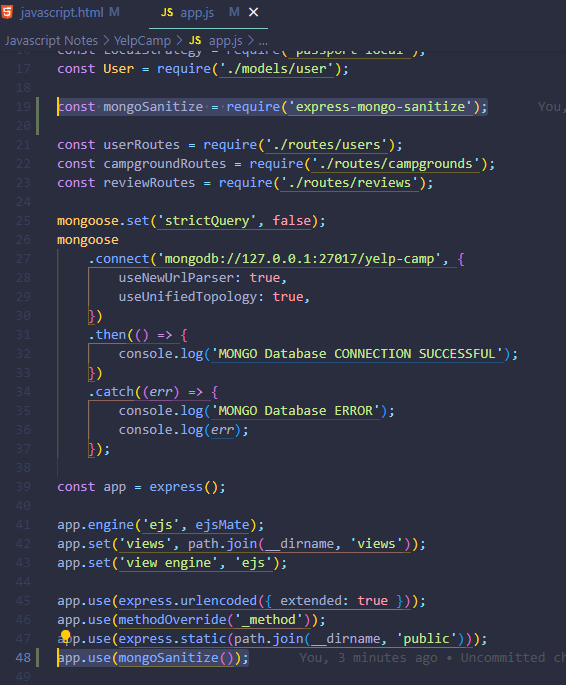 javascript.html M JS app.js M ×
Javascript Notes > YelpCamp > JS app.js > ...
const LocalStrategy = require('passport-local');
17 const User = require('./models/user');
18
19 const mongoSanitize = require('express-mongo-sanitize'); You,
20
21 const userRoutes = require('./routes/users');
22 const campgroundRoutes = require('./routes/campgrounds');
23 const reviewRoutes = require('./routes/reviews');
24
25 mongoose.set('strictQuery', false);
26 mongoose
27 .connect('mongodb://127.0.0.1:27017/yelp-camp', {
28 useNewUrlParser: true,
29 useUnifiedTopology: true,
30 })
31 .then(() => {
32 console.log('MONGO Database CONNECTION SUCCESSFUL');
33 })
34 .catch((err) => {
35 console.log('MONGO Database ERROR');
36 console.log(err);
37 });
38
39 const app = express();
40
41 app.engine('ejs', ejsMate);
42 app.set('views', path.join(__dirname, 'views'));
43 app.set('view engine', 'ejs');
44
45 app.use(express.urlencoded({ extended: true }));
46 app.use(methodOverride('_method'));
47 app.use(express.static(path.join(__dirname, 'public')));
48 app.use(mongoSanitize()); You, 3 minutes ago • Uncommitted ch
49